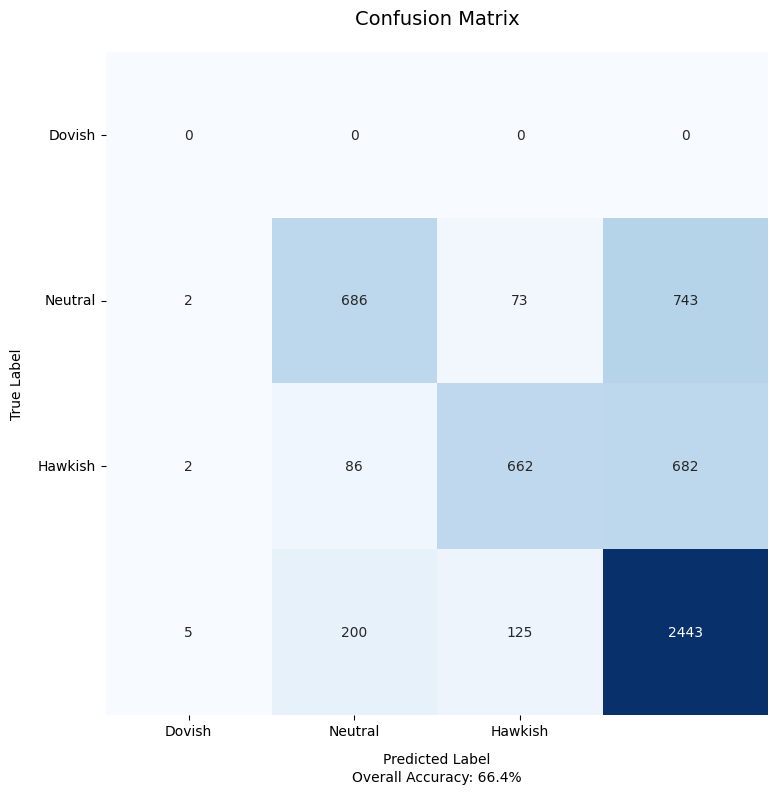 Confusion Matrix
Dovish 0 0 0 0
Neutral 2 686 73 743
True Label
Hawkish 2 86 662 682
5 200 125 2443
Dovish Neutral Hawkish
Predicted Label
Overall Accuracy: 66.4%